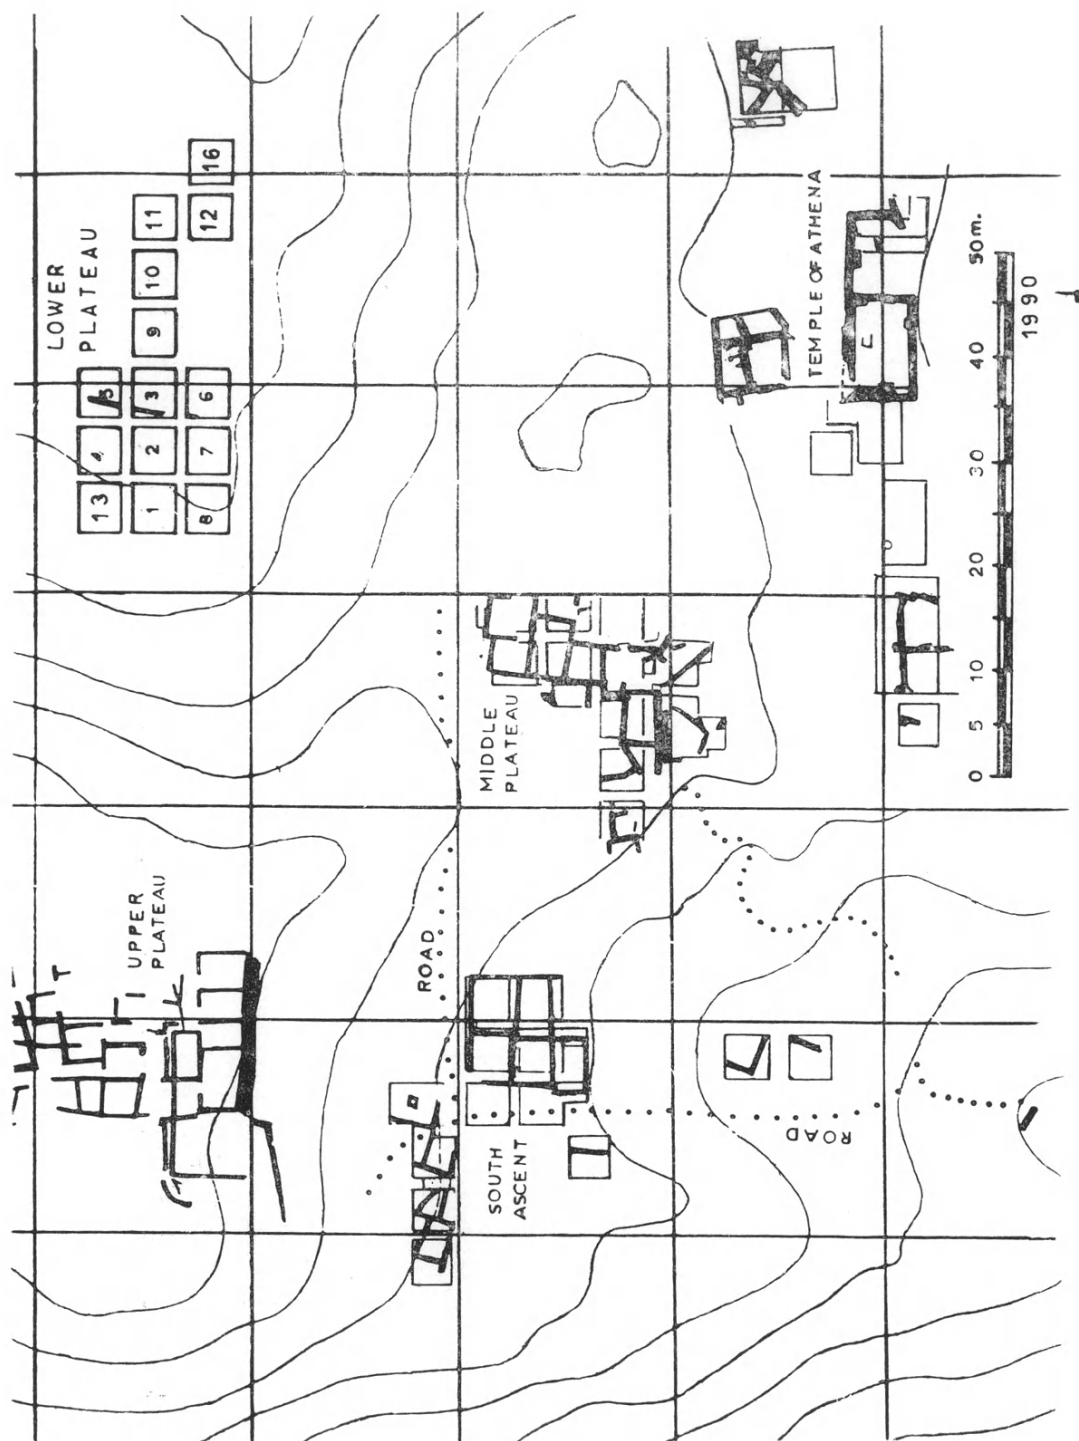 LOWER
PLATEAU
16
11
12
10
9
5
3
6
4
2
7
13
1
8
TEMPLE OF ATHENA
MIDDLE
PLATEAU
UPPER
PLATEAU
ROAD
SOUTH
ASCENT
ROAD
0 5 10 20 30 40 50m.
1990